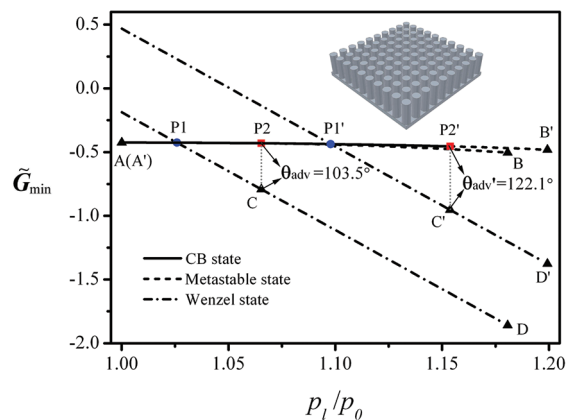 0.5
0.0
-0.5
-1.0
-1.5
-2.0
G̃min
P1
P2
P1'
P2'
B'
A(A')
B
θadv=103.5°
θadv'=122.1°
C
C'
D'
D
CB state
Metastable state
Wenzel state
1.00
1.05
1.10
1.15
1.20
pl/p0